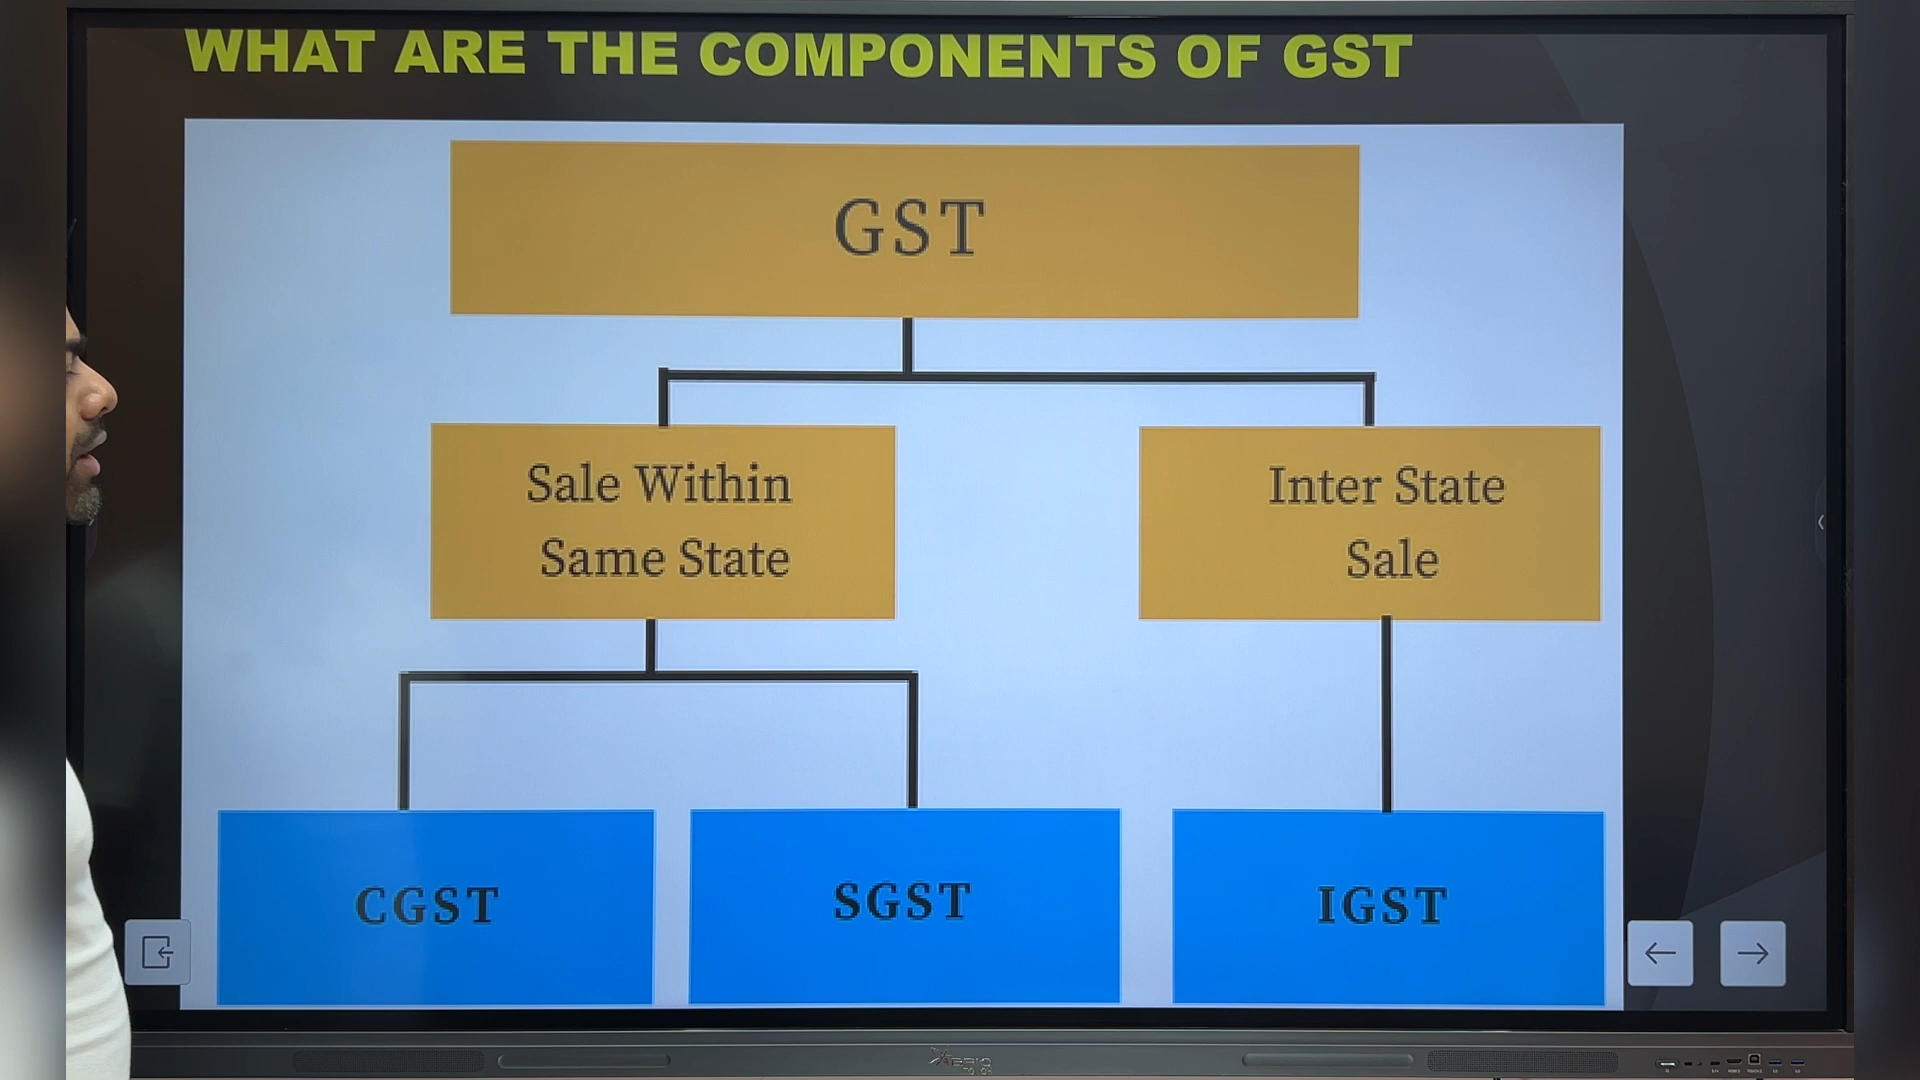 WHAT ARE THE COMPONENTS OF GST
GST
Sale Within
Same State
Inter State
Sale
CGST
SGST
IGST